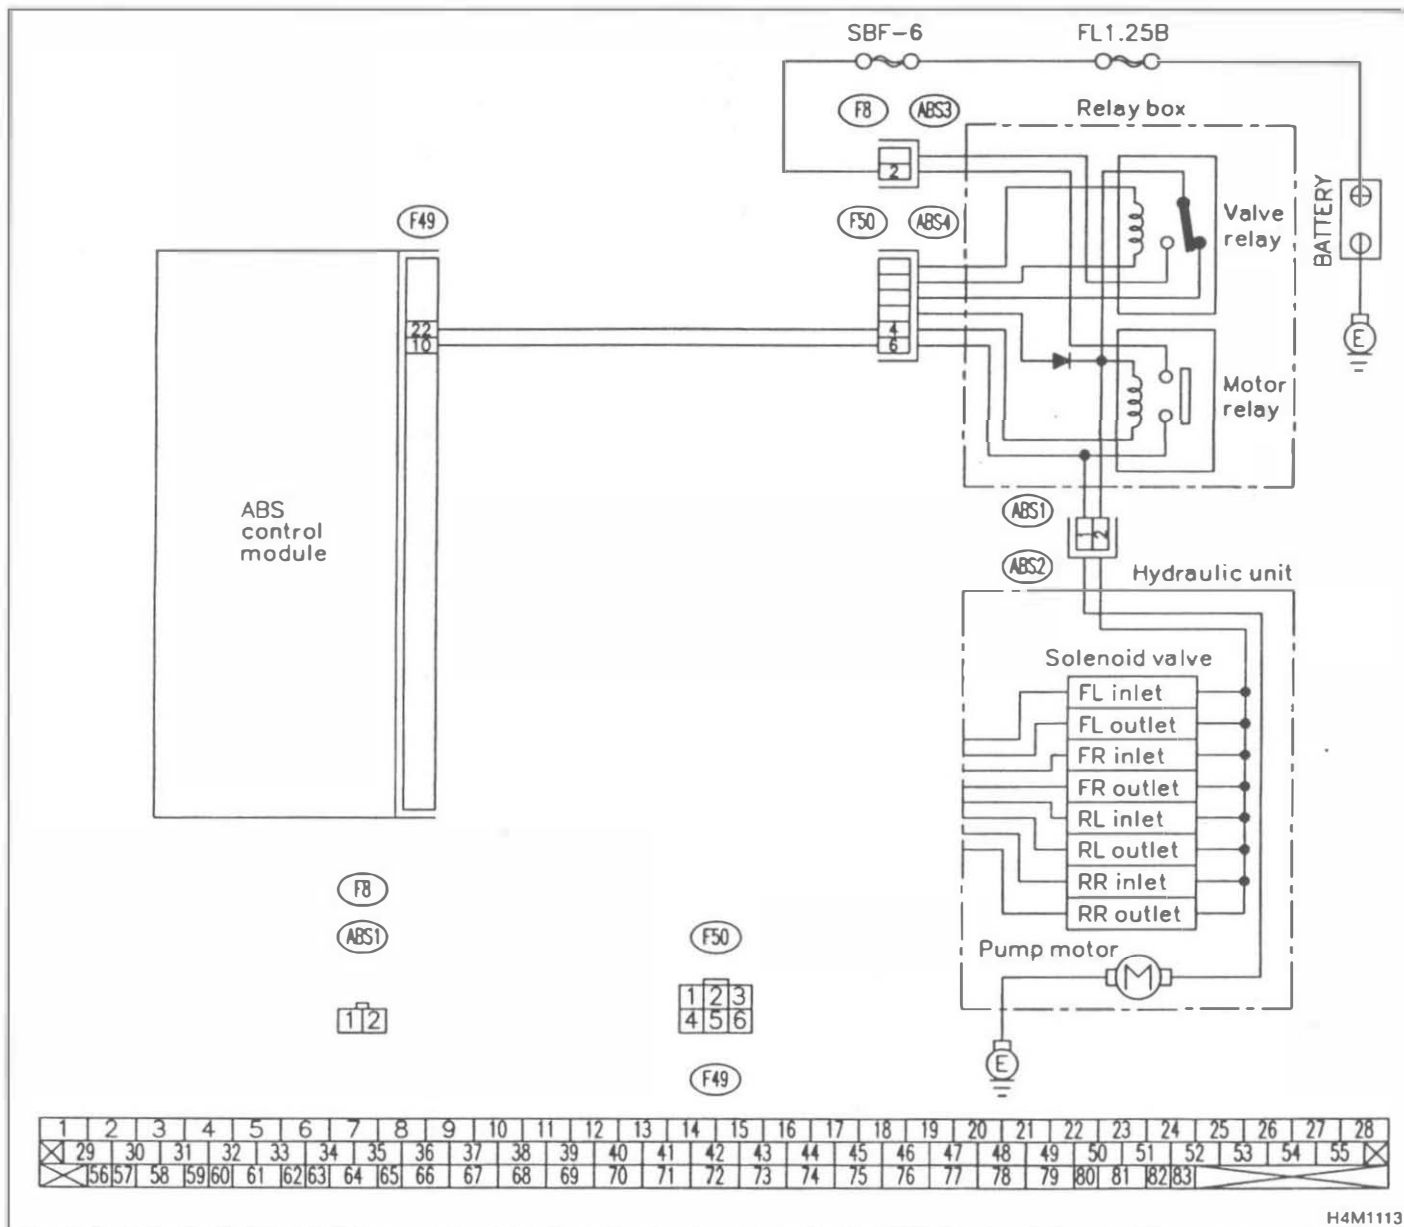 SBF-6 FL1.25B
F8 ABS3 Relay box
2
F49 F50 ABS4 Valve
relay
BATTERY
22 4
10 6
E
Motor
relay
ABS
control
module
ABS1
1 2
ABS2 Hydraulic unit
Solenoid valve
FL inlet
FL outlet
FR inlet
FR outlet
RL inlet
RL outlet
RR inlet
RR outlet
Pump motor
M
E
F8
ABS1
1 2
F50
1 2 3
4 5 6
F49
1 2 3 4 5 6 7 8 9 10 11 12 13 14 15 16 17 18 19 20 21 22 23 24 25 26 27 28
29 30 31 32 33 34 35 36 37 38 39 40 41 42 43 44 45 46 47 48 49 50 51 52 53 54 55
56 57 58 59 60 61 62 63 64 65 66 67 68 69 70 71 72 73 74 75 76 77 78 79 80 81 82 83
H4M1113